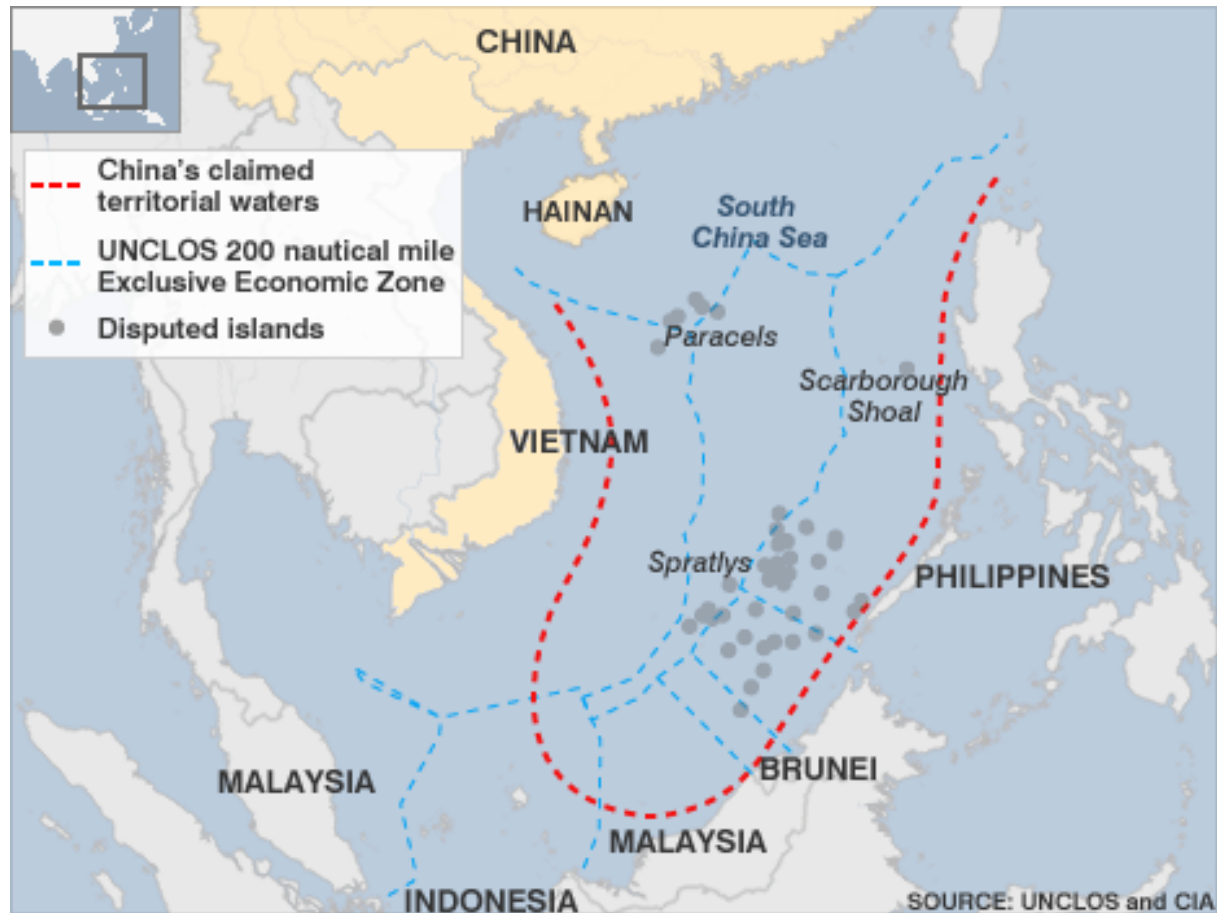 CHINA
China's claimed
territorial waters
UNCLOS 200 nautical mile
Exclusive Economic Zone
Disputed islands
HAINAN
South
China Sea
Paracels
Scarborough
Shoal
VIETNAM
Spratlys
PHILIPPINES
MALAYSIA
BRUNEI
MALAYSIA
INDONESIA
SOURCE: UNCLOS and CIA